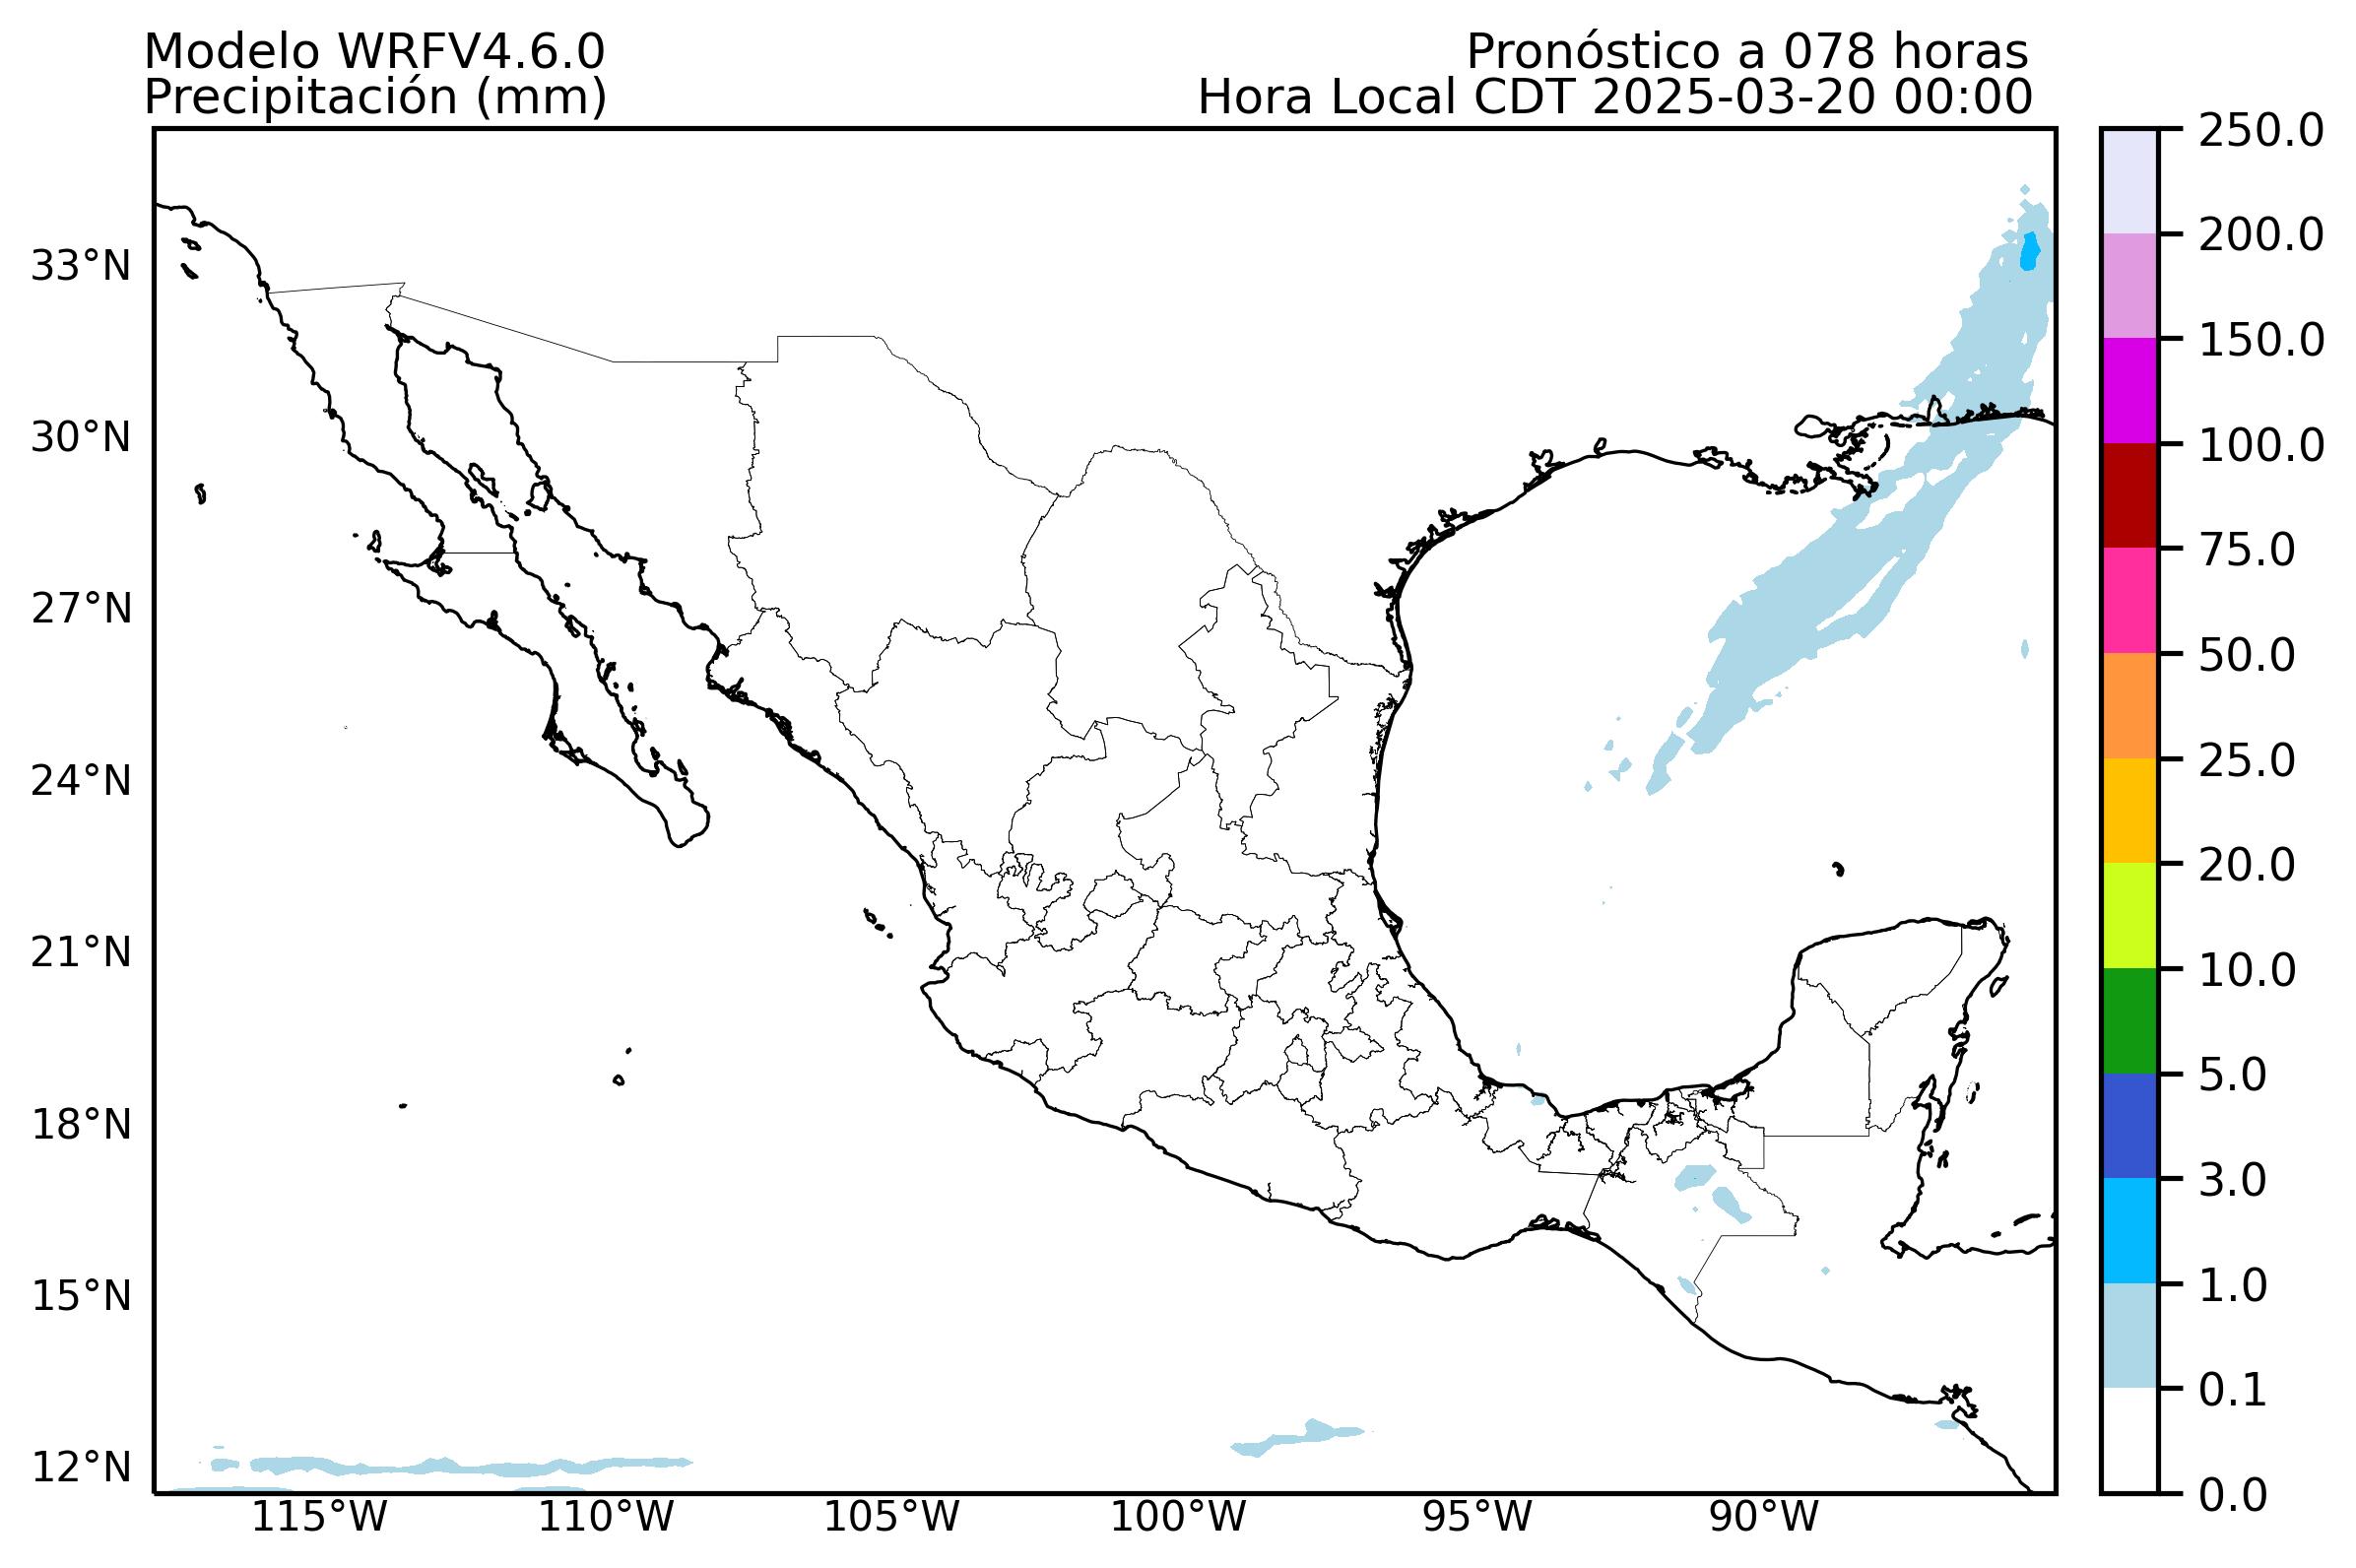 Modelo WRFV4.6.0
Precipitación (mm)
Pronóstico a 078 horas
Hora Local CDT 2025-03-20 00:00
33°N
30°N
27°N
24°N
21°N
18°N
15°N
12°N
115°W
110°W
105°W
100°W
95°W
90°W
250.0
200.0
150.0
100.0
75.0
50.0
25.0
20.0
10.0
5.0
3.0
1.0
0.1
0.0